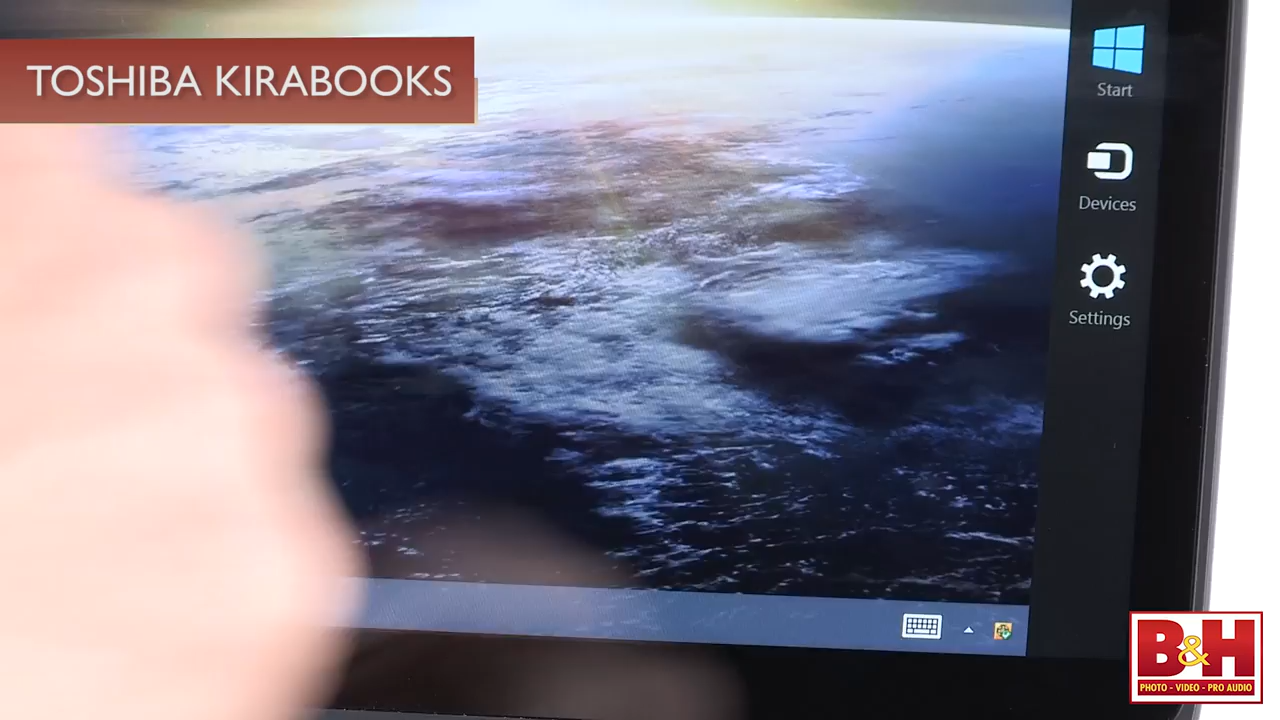 TOSHIBA KIRABOOKS
Start
Devices
Settings
B&H
PHOTO - VIDEO - PRO AUDIO